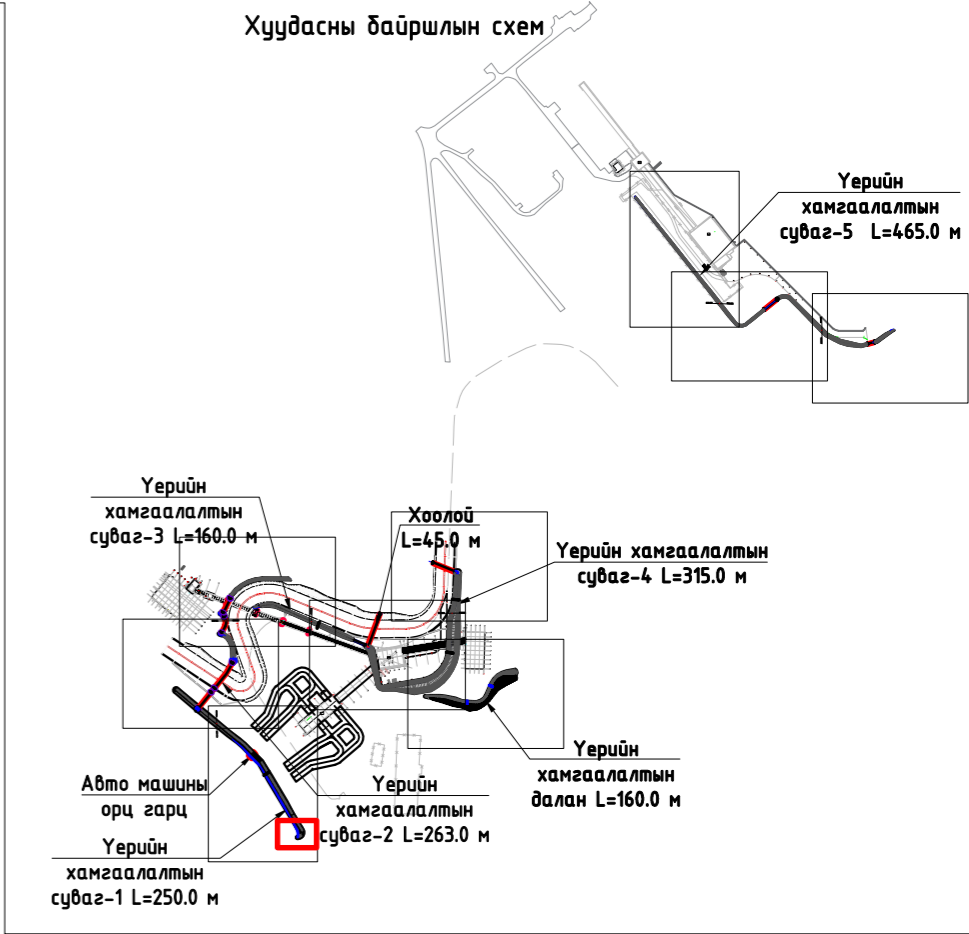 Хуудасны байршлын схем
Үерийн
хамгаалалтын
суваг-5 L=465.0 м
Үерийн
хамгаалалтын
суваг-3 L=160.0 м
Хоолой
L=45.0 м
Үерийн хамгаалалтын
суваг-4 L=315.0 м
Авто машины
орц гарц
Үерийн
хамгаалалтын
суваг-2 L=263.0 м
Үерийн
хамгаалалтын
далан L=160.0 м
Үерийн
хамгаалалтын
суваг-1 L=250.0 м